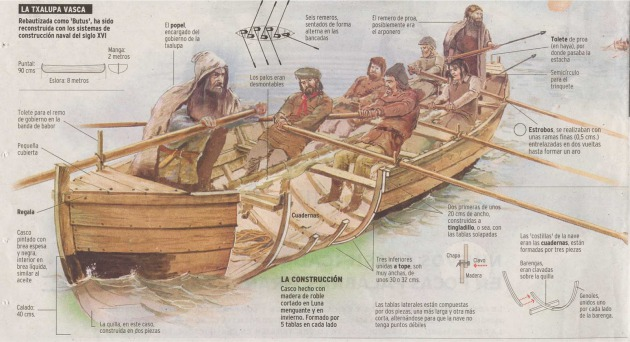 LA TXALUPA VASCA
Rebautizada como 'Butus', ha sido
reconstruida con los sistemas de
construcción naval del siglo XVI
Puntal:
90 cms
Manga:
2 metros
Eslora: 8 metros
El popel,
encargado del
gobierno de la
txalupa
Los palos eran
desmontables
Seis remeros,
sentados de forma
alterna en las
bancadas
El remero de proa,
posiblemente era
el arponero
Tolete de proa
(en haya), por
donde pasaba la
estacha
Semicírculo
para el
trinquete
Estrobos, se realizaban con
unas ramas finas (0,5 cms.)
entrelazadas en dos vueltas
hasta formar un aro
Tolete para el remo
de gobierno en la
banda de babor
Pequeña
cubierta
Regala
Casco
pintado con
brea espesa
y negra,
interior en
brea líquida,
similar al
aceite
Calado:
40 cms.
La quilla, en este caso,
construida en dos piezas
Cuadernas
LA CONSTRUCCIÓN
Casco hecho con
madera de roble
cortado en Luna
menguante y en
invierno. Formado por
5 tablas en cada lado
Tres inferiores
unidas a tope, son
muy anchas, de
unos 30 o 32 cms.
Dos primeras de unos
20 cms de ancho,
construidas a
tingladillo, o sea, con
las tablas solapadas
Las tablas laterales están compuestas
por dos piezas, una más larga y otra más
corta, alternándose para que la nave no
tenga puntos débiles
Chapa
Clavo
Madera
Las 'costillas' de la nave
eran las cuadernas, están
formadas por tres piezas
Barengas,
eran clavadas
sobre la quilla
Genoles,
unidos uno
por cada lado
de la barenga.